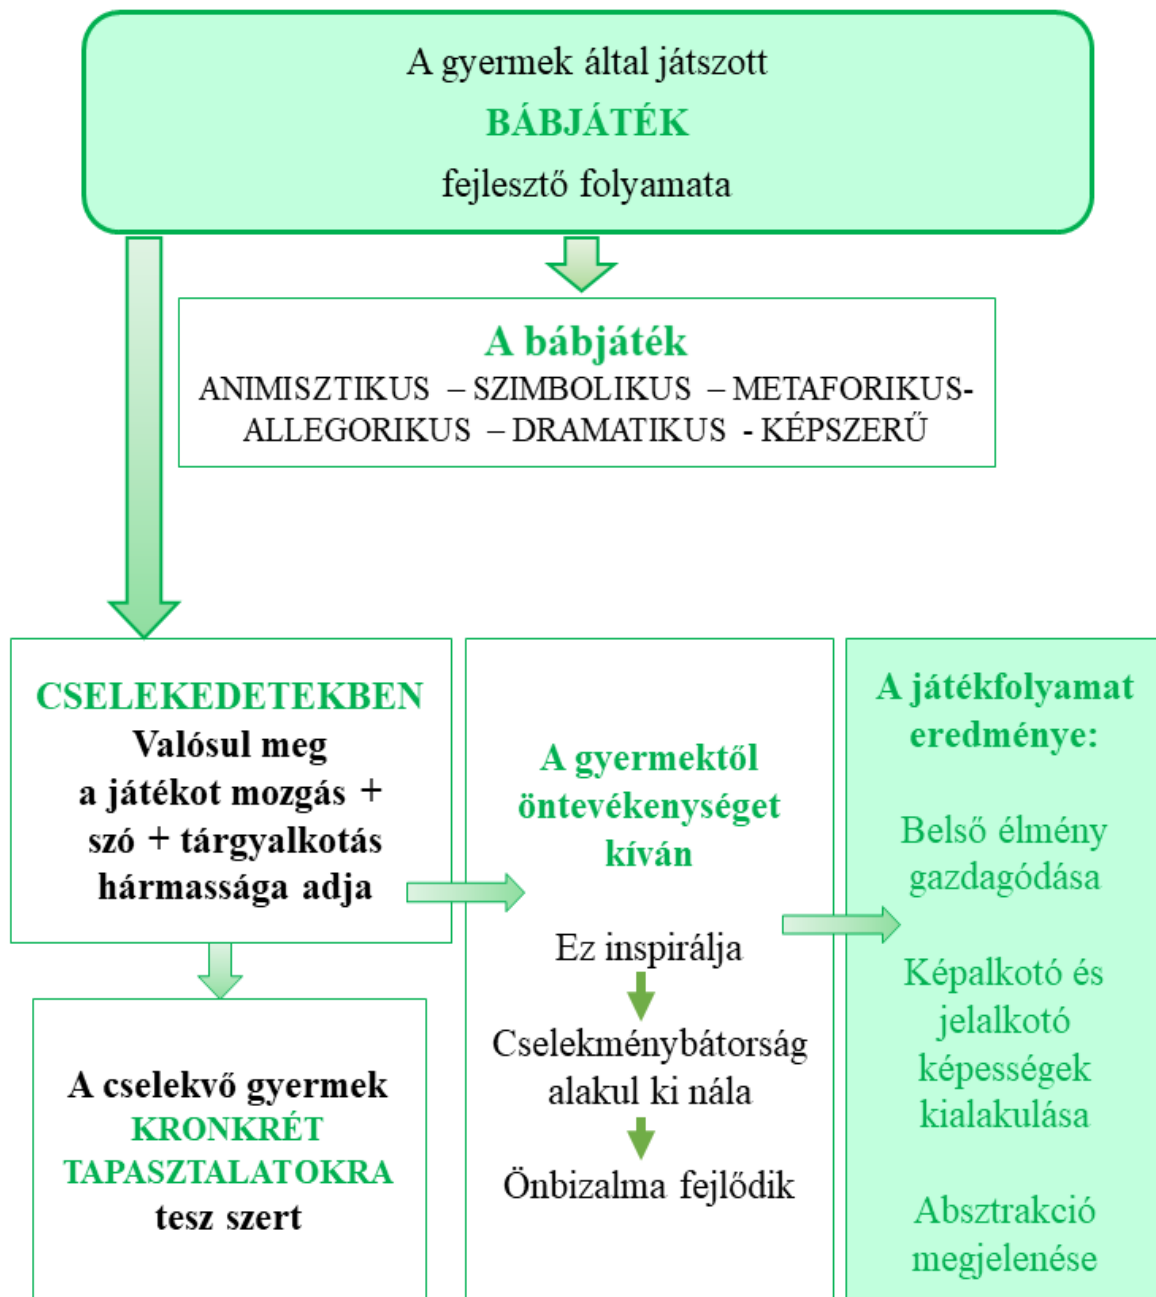 A gyermek által játszott
BÁBJÁTÉK
fejlesztő folyamata
A bábjáték
ANIMISZTIKUS – SZIMBOLIKUS – METAFORIKUS-
ALLEGORIKUS – DRAMATIKUS - KÉPSZERŰ
CSELEKEDETEKBEN
Valósul meg
a játékot mozgás +
szó + tárgyalkotás
hármassága adja
A cselekvő gyermek
KRONKRÉT
TAPASZTALATOKRA
tesz szert
A gyermektől
öntevékenységet
kíván
Ez inspirálja
Cselekménybátorság
alakul ki nála
Önbizalma fejlődik
A játékfolyamat
eredménye:
Belső élmény
gazdagódása
Képalkotó és
jelalkotó
képességek
kialakulása
Absztrakció
megjelenése